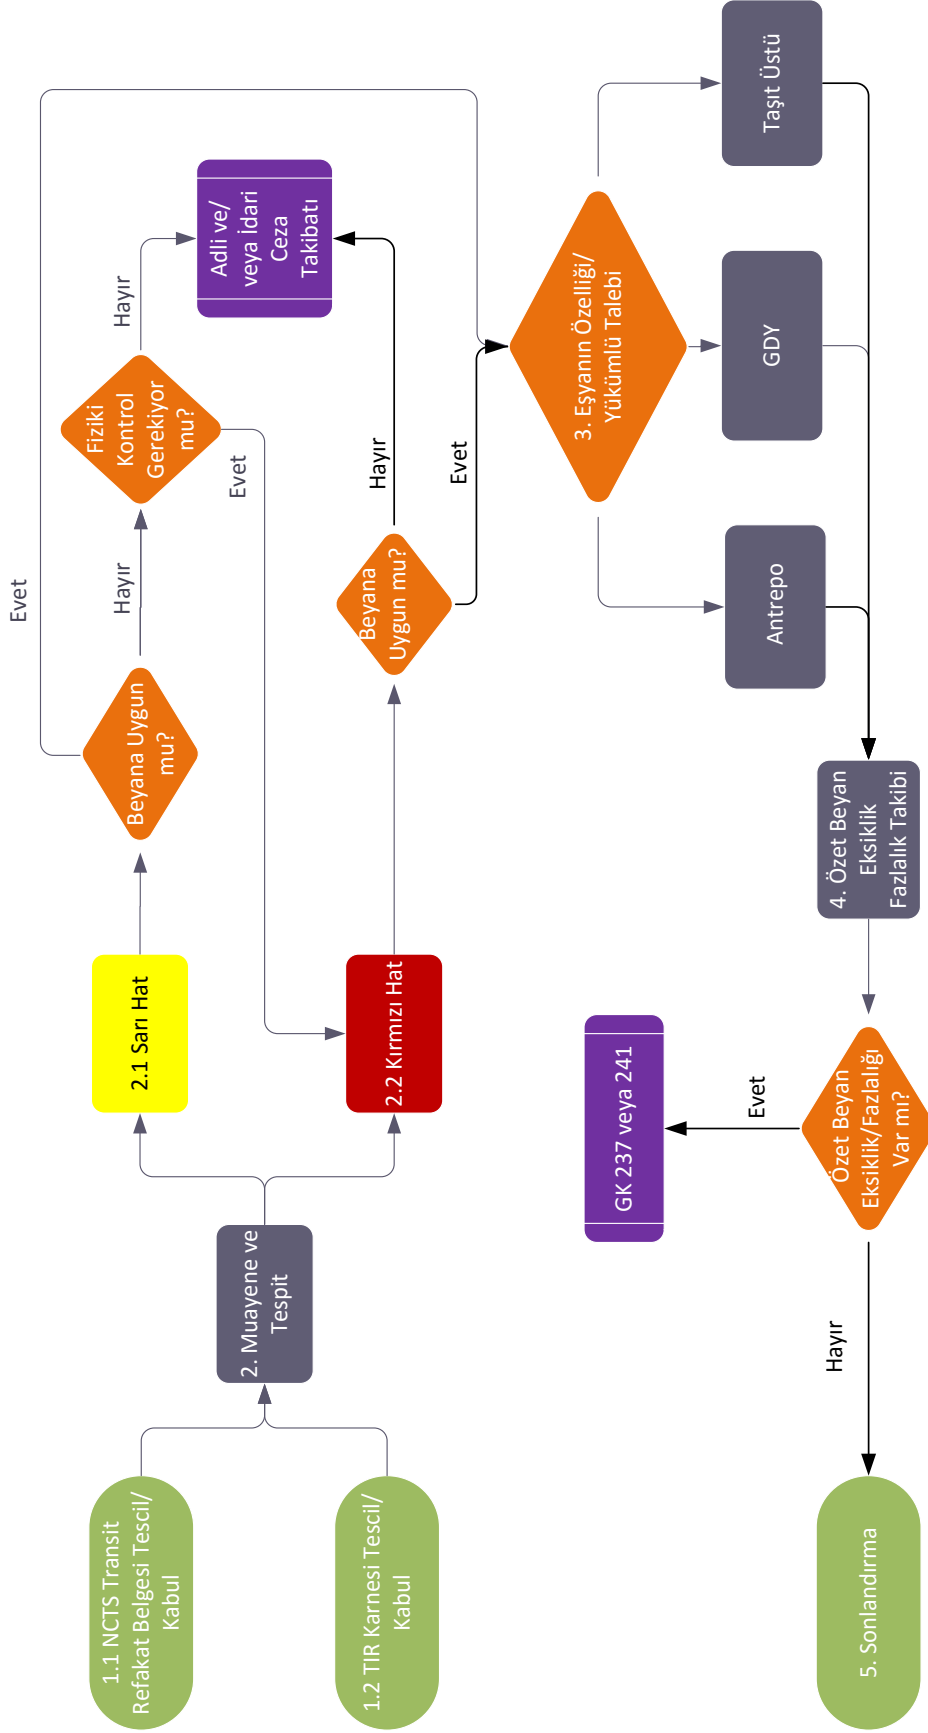 1.1 NCTS Transit
Refakat Belgesi Tescil/
Kabul
1.2 TIR Karnesi Tescil/
Kabul
2. Muayene ve
Tespit
2.1 Sarı Hat
2.2 Kırmızı Hat
Beyana Uygun
mu?
Evet
Hayır
Fiziki
Kontrol
Gerekiyor
mu?
Hayır
Evet
Adli ve/
veya İdari
Ceza
Takibatı
Beyana
Uygun mu?
Hayır
Evet
3. Eşyanın Özelliği/
Yükümlü Talebi
Antrepo
GDY
Taşıt Üstü
4. Özet Beyan
Eksiklik
Fazlalık Takibi
Özet Beyan
Eksiklik/Fazlalığı
Var mı?
Evet
GK 237 veya 241
Hayır
5. Sonlandırma